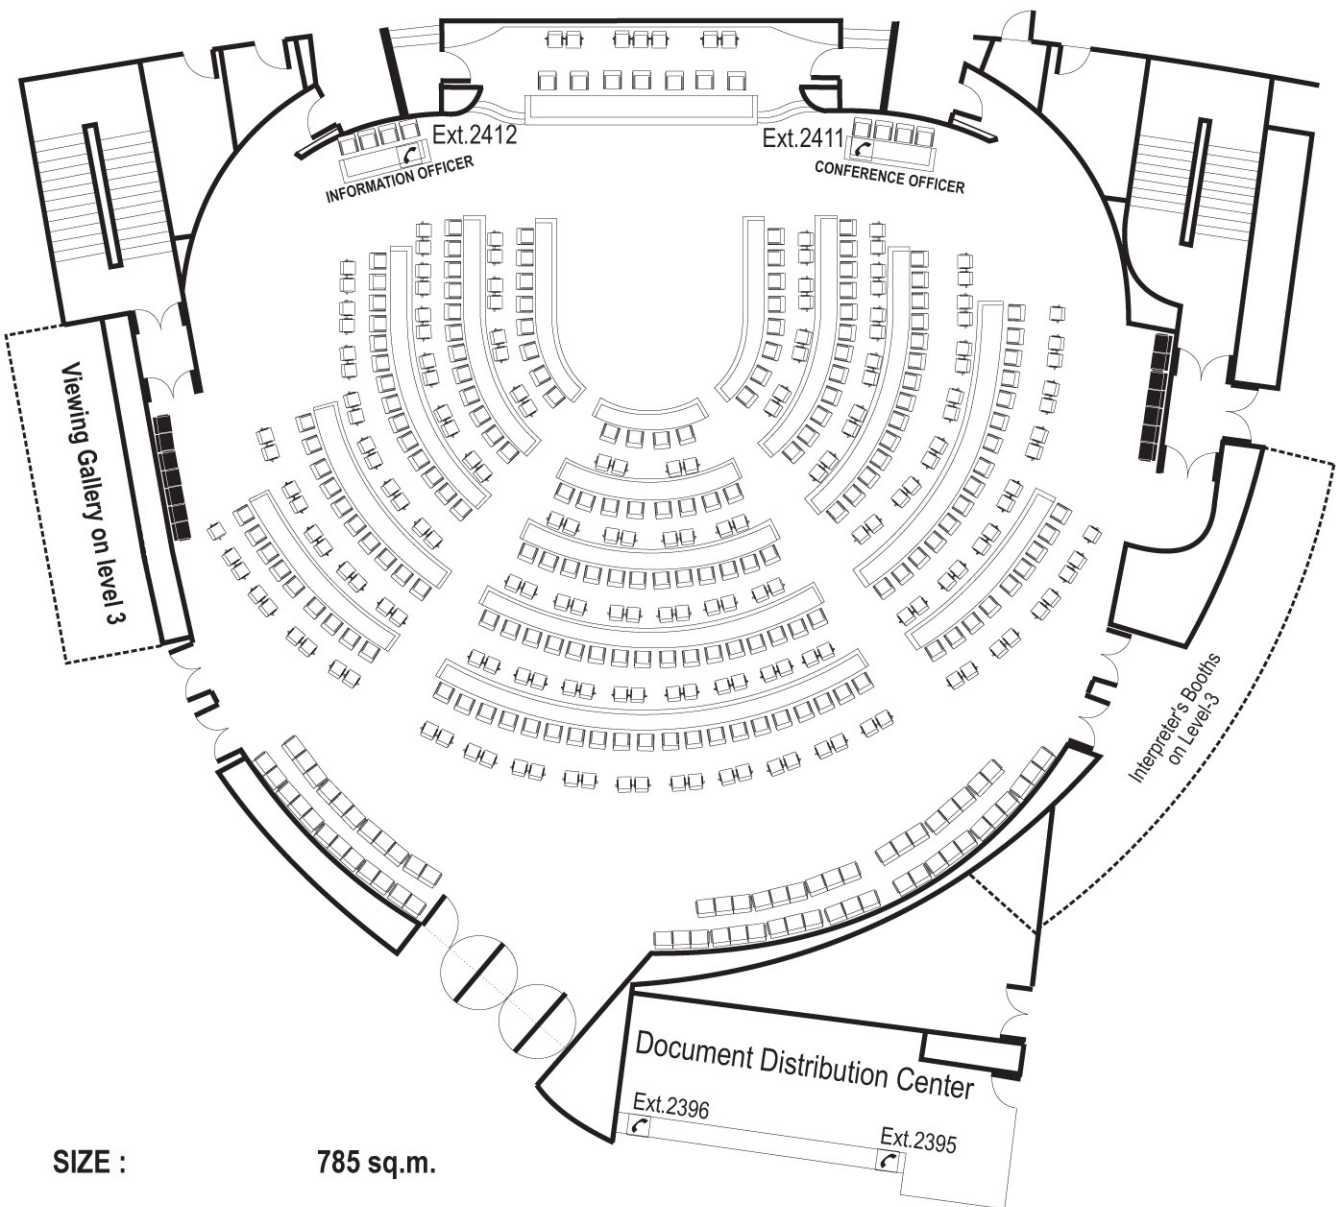 Ext.2412
INFORMATION OFFICER
Ext.2411
CONFERENCE OFFICER
Viewing Gallery on level 3
Interpreter's Booths
on Level-3
Document Distribution Center
Ext.2396
Ext.2395
SIZE : 785 sq.m.